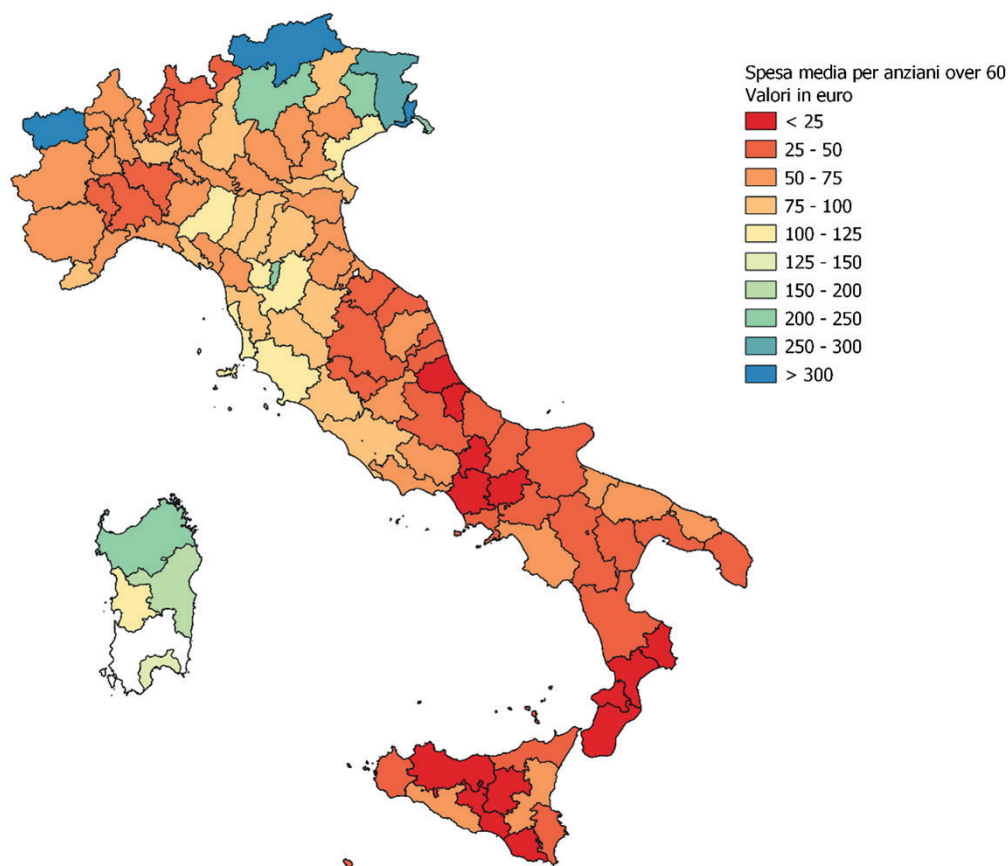 Spesa media per anziani over 60
Valori in euro
< 25
25 - 50
50 - 75
75 - 100
100 - 125
125 - 150
150 - 200
200 - 250
250 - 300
> 300